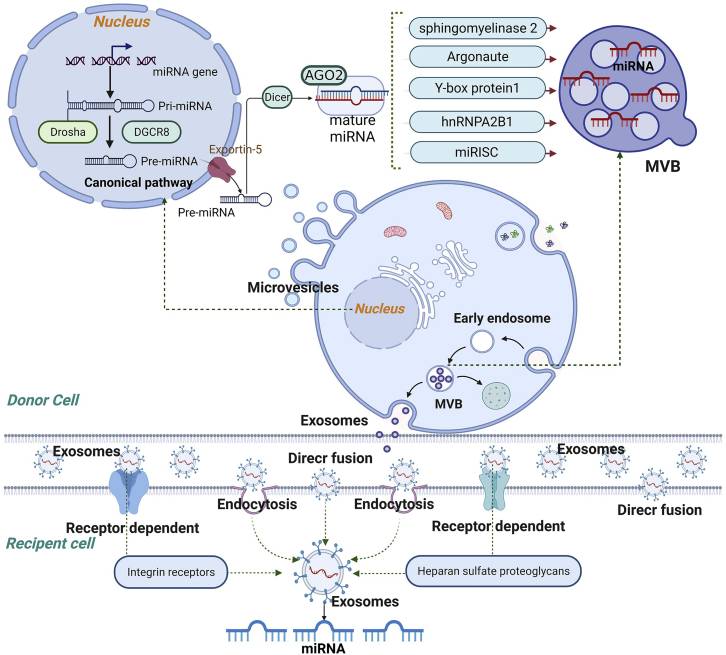 Nucleus
miRNA gene
Pri-miRNA
Drosha
DGCR8
Pre-miRNA
Canonical pathway
Exportin-5
Pre-miRNA
Dicer
AGO2
mature
miRNA
sphingomyelinase 2
Argonaute
Y-box protein1
hnRNPA2B1
miRISC
miRNA
MVB
Microvesicles
Nucleus
Early endosome
MVB
Donor Cell
Exosomes
Exosomes
Direcr fusion
Exosomes
Endocytosis
Endocytosis
Direcr fusion
Receptor dependent
Receptor dependent
Recipent cell
Integrin receptors
Heparan sulfate proteoglycans
Exosomes
miRNA